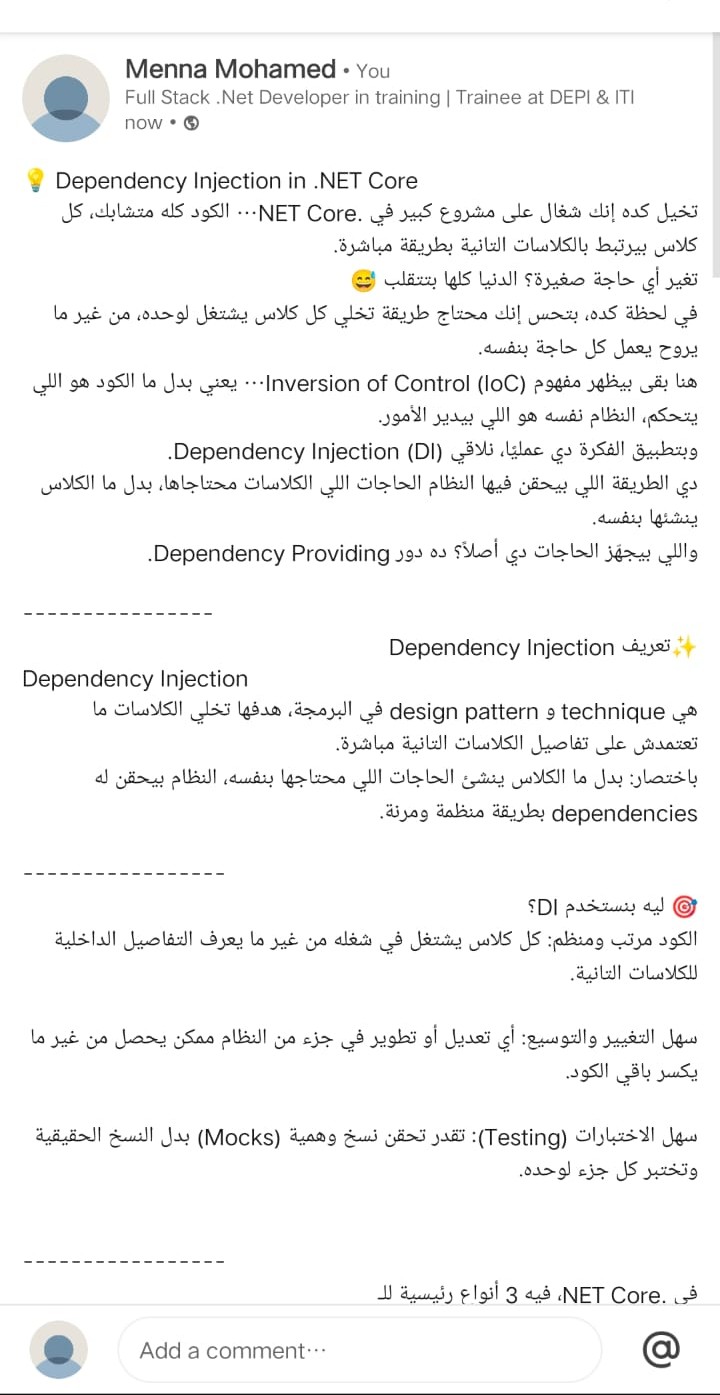 Menna Mohamed • You
Full Stack .Net Developer in training | Trainee at DEPI & ITI
now •
💡 Dependency Injection in .NET Core
تخيل كده إنك شغال على مشروع كبير في .NET Core… الكود كله متشابك، كل
كلاس بيرتبط بالكلاسات التانية بطريقة مباشرة.
تغير أي حاجة صغيرة؟ الدنيا كلها بتتقلب 😅
في لحظة كده، بتحس إنك محتاج طريقة تخلي كل كلاس يشتغل لوحده، من غير ما
يروح يعمل كل حاجة بنفسه.
هنا بقى بيظهر مفهوم Inversion of Control (IoC)… يعني بدل ما الكود هو اللي
يتحكم، النظام نفسه هو اللي بيدير الأمور.
وبتطبيق الفكرة دي عمليًا، نلاقي Dependency Injection (DI).
دي الطريقة اللي بيحقن فيها النظام الحاجات اللي الكلاسات محتاجاها، بدل ما الكلاس
ينشئها بنفسه.
واللي بيجهّز الحاجات دي أصلاً؟ ده دور Dependency Providing.
----------------
✨تعريف Dependency Injection
Dependency Injection
هي technique و design pattern في البرمجة، هدفها تخلي الكلاسات ما
تعتمدش على تفاصيل الكلاسات التانية مباشرة.
باختصار: بدل ما الكلاس ينشئ الحاجات اللي محتاجها بنفسه، النظام بيحقن له
dependencies بطريقة منظمة ومرنة.
-----------------
🎯 ليه بنستخدم DI؟
الكود مرتب ومنظم: كل كلاس يشتغل في شغله من غير ما يعرف التفاصيل الداخلية
للكلاسات التانية.
سهل التغيير والتوسيع: أي تعديل أو تطوير في جزء من النظام ممكن يحصل من غير ما
يكسر باقي الكود.
سهل الاختبارات (Testing): تقدر تحقن نسخ وهمية (Mocks) بدل النسخ الحقيقية
وتختبر كل جزء لوحده.
-----------------
في .NET Core، فيه 3 أنواع رئيسية للـ
Add a comment…
@